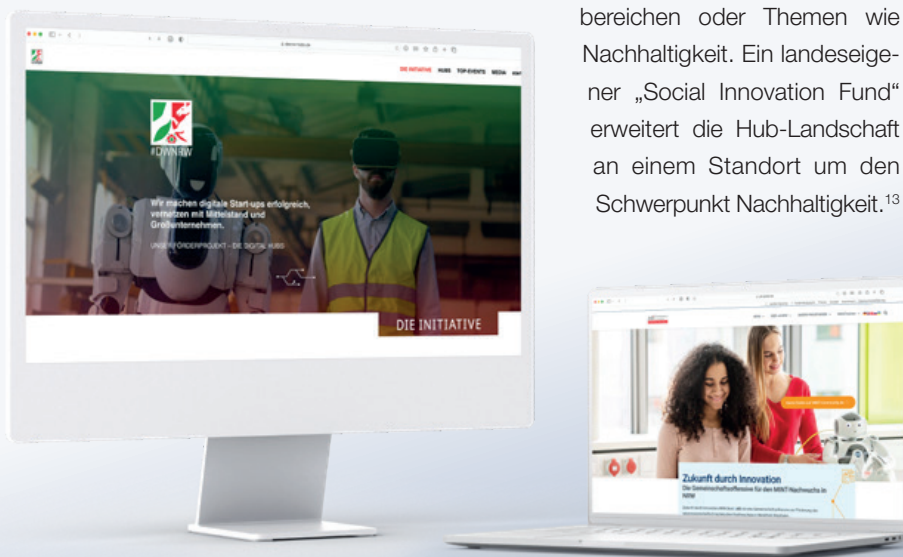 bereichen oder Themen wie
Nachhaltigkeit. Ein landeseige-
ner „Social Innovation Fund“
erweitert die Hub-Landschaft
an einem Standort um den
Schwerpunkt Nachhaltigkeit.¹³
DIE INITIATIVE HUBS TOP-EVENTS MEDIA
#DWNRW
Wir machen digitale Start-ups erfolgreich,
vernetzen mit Mittelstand und
Großunternehmen.
UNSER FÖRDERPROJEKT – DIE DIGITAL HUBS
DIE INITIATIVE
Zukunft durch Innovation
Die Gemeinschaftsoffensive für den MINT-Nachwuchs in
NRW